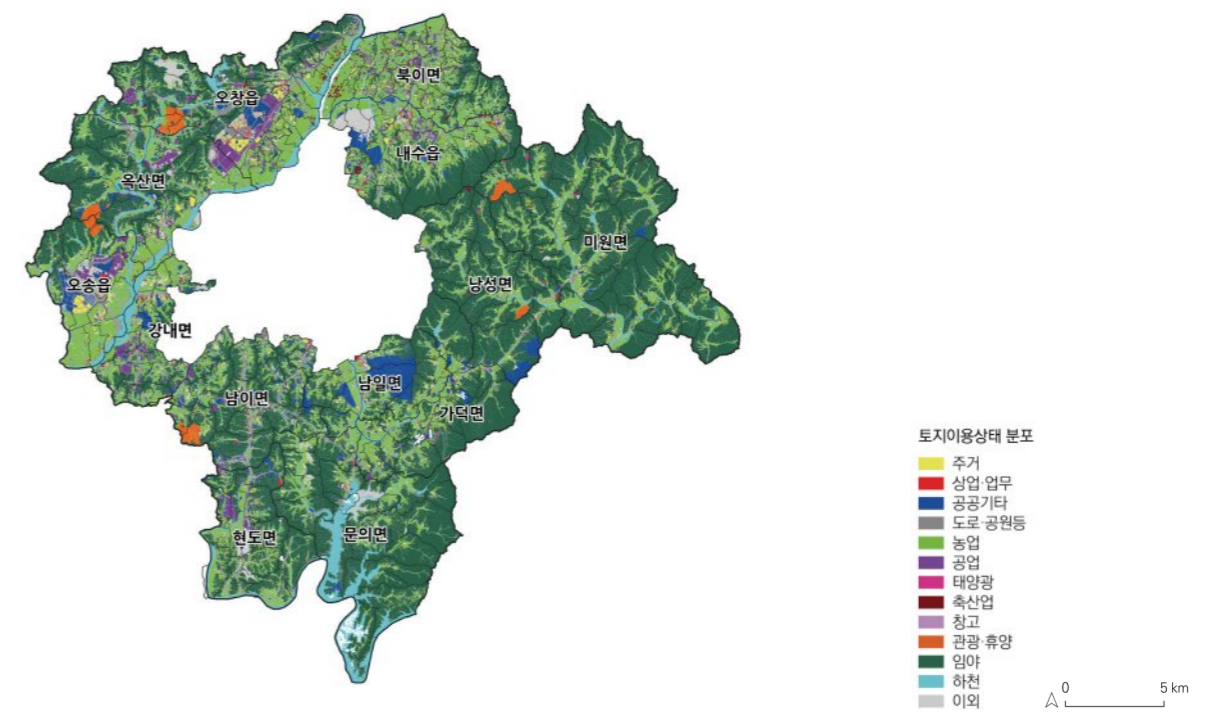 북이면
오창읍
내수읍
옥산면
미원면
낭성면
오송읍
강내면
남일면
남이면
가덕면
현도면
문의면
토지이용상태 분포
주거
상업·업무
공공기타
도로·공원등
농업
공업
태양광
축산업
창고
관광·휴양
임야
하천
이외
0 5 km